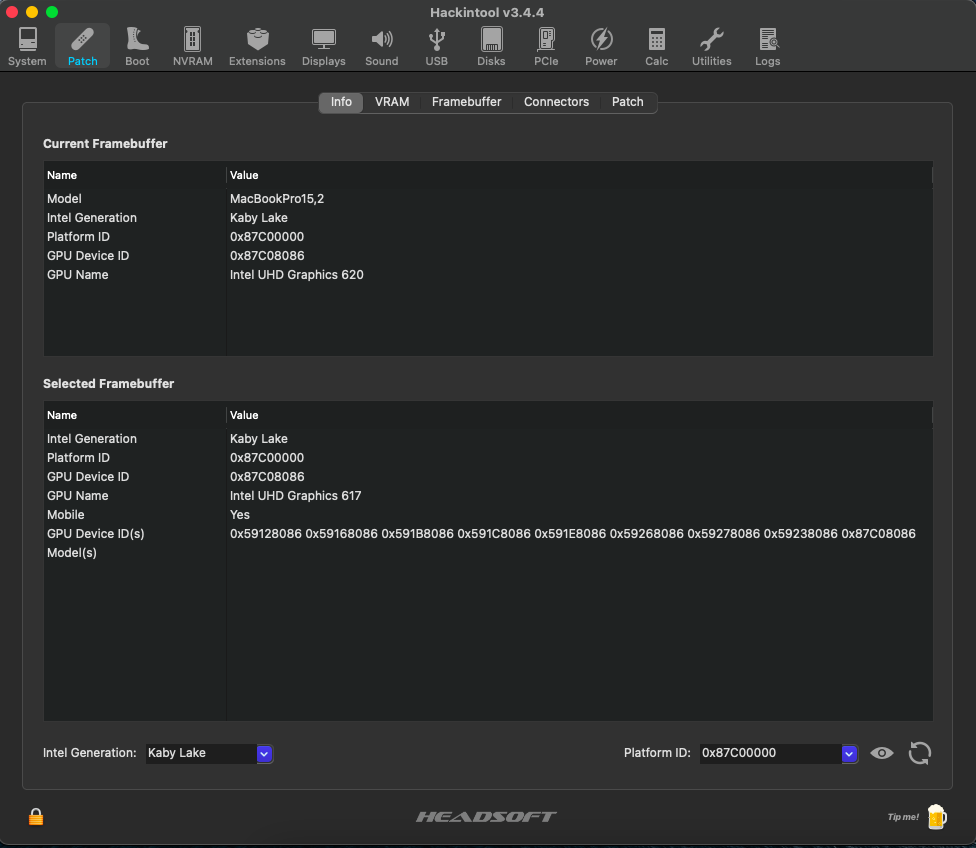 Hackintool v3.4.4
System Patch Boot NVRAM Extensions Displays Sound USB Disks PCIe Power Calc Utilities Logs
Info VRAM Framebuffer Connectors Patch
Current Framebuffer
Name Value
Model MacBookPro15,2
Intel Generation Kaby Lake
Platform ID 0x87C00000
GPU Device ID 0x87C08086
GPU Name Intel UHD Graphics 620
Selected Framebuffer
Name Value
Intel Generation Kaby Lake
Platform ID 0x87C00000
GPU Device ID 0x87C08086
GPU Name Intel UHD Graphics 617
Mobile Yes
GPU Device ID(s) 0x59128086 0x59168086 0x591B8086 0x591C8086 0x591E8086 0x59268086 0x59278086 0x59238086 0x87C08086
Model(s)
Intel Generation: Kaby Lake Platform ID: 0x87C00000
HEADSOFT Tip me!